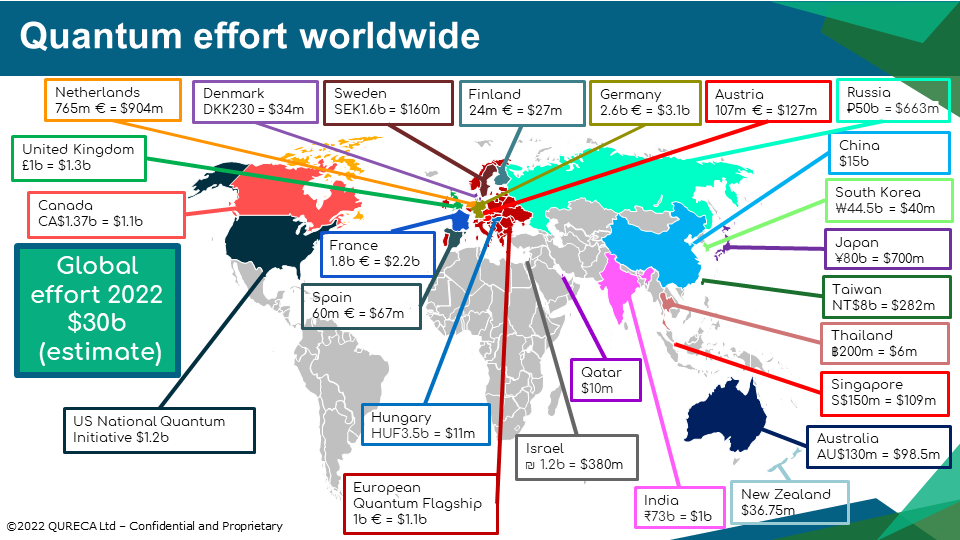 Quantum effort worldwide
Netherlands
765m € = $904m
Denmark
DKK230 = $34m
Sweden
SEK1.6b = $160m
Finland
24m € = $27m
Germany
2.6b € = $3.1b
Austria
107m € = $127m
Russia
₽50b = $663m
United Kingdom
£1b = $1.3b
China
$15b
Canada
CA$1.37b = $1.1b
South Korea
₩44.5b = $40m
France
1.8b € = $2.2b
Japan
¥80b = $700m
Global
effort 2022
$30b
(estimate)
Spain
60m € = $67m
Taiwan
NT$8b = $282m
Thailand
฿200m = $6m
Qatar
$10m
Singapore
S$150m = $109m
US National Quantum
Initiative $1.2b
Hungary
HUF3.5b = $11m
Israel
₪ 1.2b = $380m
Australia
AU$130m = $98.5m
European
Quantum Flagship
1b € = $1.1b
India
₹73b = $1b
New Zealand
$36.75m
©2022 QURECA Ltd – Confidential and Proprietary